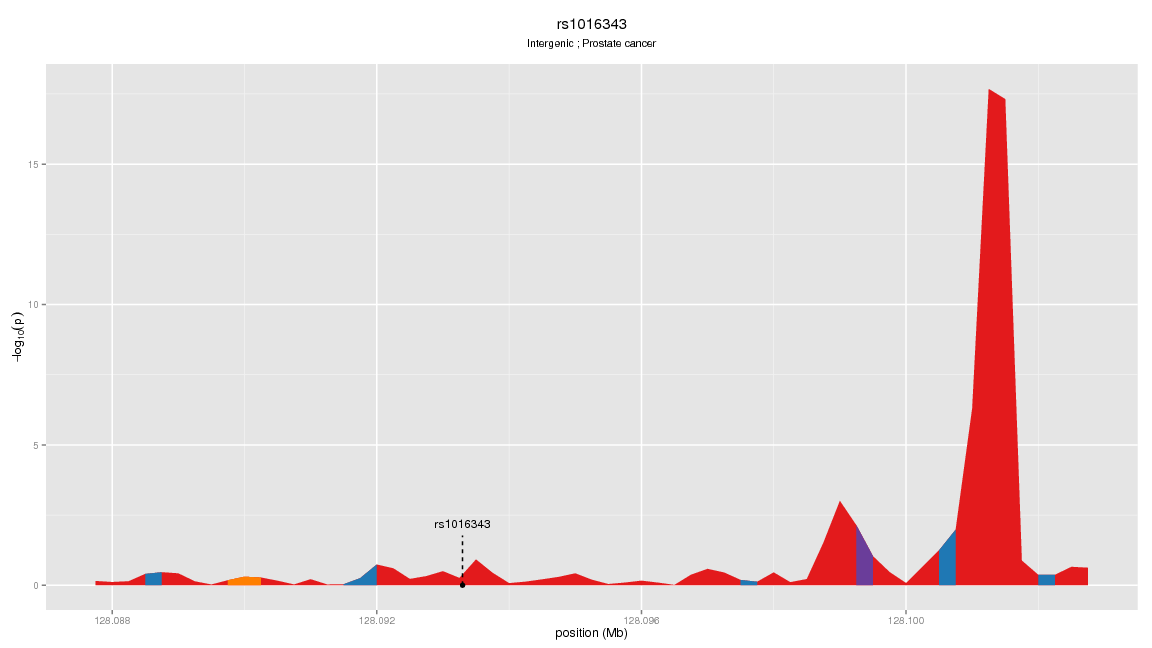 rs1016343
Intergenic ; Prostate cancer
15
10
5
0
−log10(p)
rs1016343
128.088
128.092
128.096
128.100
position (Mb)